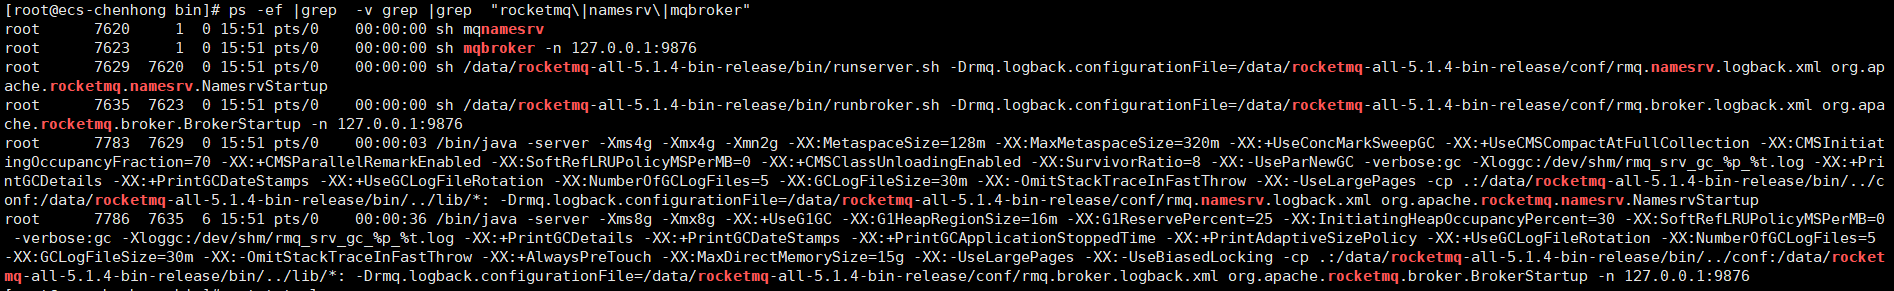 [root@ecs-chenhong bin]# ps -ef |grep  -v grep |grep  "rocketmq\|namesrv\|mqbroker"
root      7620     1  0 15:51 pts/0    00:00:00 sh mqnamesrv
root      7623     1  0 15:51 pts/0    00:00:00 sh mqbroker -n 127.0.0.1:9876
root      7629  7620  0 15:51 pts/0    00:00:00 sh /data/rocketmq-all-5.1.4-bin-release/bin/runserver.sh -Drmq.logback.configurationFile=/data/rocketmq-all-5.1.4-bin-release/conf/rmq.namesrv.logback.xml org.ap
ache.rocketmq.namesrv.NamesrvStartup
root      7635  7623  0 15:51 pts/0    00:00:00 sh /data/rocketmq-all-5.1.4-bin-release/bin/runbroker.sh -Drmq.logback.configurationFile=/data/rocketmq-all-5.1.4-bin-release/conf/rmq.broker.logback.xml org.apa
che.rocketmq.broker.BrokerStartup -n 127.0.0.1:9876
root      7783  7629  0 15:51 pts/0    00:00:03 /bin/java -server -Xms4g -Xmx4g -Xmn2g -XX:MetaspaceSize=128m -XX:MaxMetaspaceSize=320m -XX:+UseConcMarkSweepGC -XX:+UseCMSCompactAtFullCollection -XX:CMSInitiat
ingOccupancyFraction=70 -XX:+CMSParallelRemarkEnabled -XX:SoftRefLRUPolicyMSPerMB=0 -XX:+CMSClassUnloadingEnabled -XX:SurvivorRatio=8 -XX:-UseParNewGC -verbose:gc -Xloggc:/dev/shm/rmq_srv_gc_%p_%t.log -XX:+Pri
ntGCDetails -XX:+PrintGCDateStamps -XX:+UseGCLogFileRotation -XX:NumberOfGCLogFiles=5 -XX:GCLogFileSize=30m -XX:-OmitStackTraceInFastThrow -XX:-UseLargePages -cp .:/data/rocketmq-all-5.1.4-bin-release/bin/../c
onf:/data/rocketmq-all-5.1.4-bin-release/bin/../lib/*: -Drmq.logback.configurationFile=/data/rocketmq-all-5.1.4-bin-release/conf/rmq.namesrv.logback.xml org.apache.rocketmq.namesrv.NamesrvStartup
root      7786  7635  6 15:51 pts/0    00:00:36 /bin/java -server -Xms8g -Xmx8g -XX:+UseG1GC -XX:G1HeapRegionSize=16m -XX:G1ReservePercent=25 -XX:InitiatingHeapOccupancyPercent=30 -XX:SoftRefLRUPolicyMSPerMB=0
 -verbose:gc -Xloggc:/dev/shm/rmq_srv_gc_%p_%t.log -XX:+PrintGCDetails -XX:+PrintGCDateStamps -XX:+PrintGCApplicationStoppedTime -XX:+PrintAdaptiveSizePolicy -XX:+UseGCLogFileRotation -XX:NumberOfGCLogFiles=5
-XX:GCLogFileSize=30m -XX:-OmitStackTraceInFastThrow -XX:+AlwaysPreTouch -XX:MaxDirectMemorySize=15g -XX:-UseLargePages -XX:-UseBiasedLocking -cp .:/data/rocketmq-all-5.1.4-bin-release/bin/../conf:/data/rocket
mq-all-5.1.4-bin-release/bin/../lib/*: -Drmq.logback.configurationFile=/data/rocketmq-all-5.1.4-bin-release/conf/rmq.broker.logback.xml org.apache.rocketmq.broker.BrokerStartup -n 127.0.0.1:9876